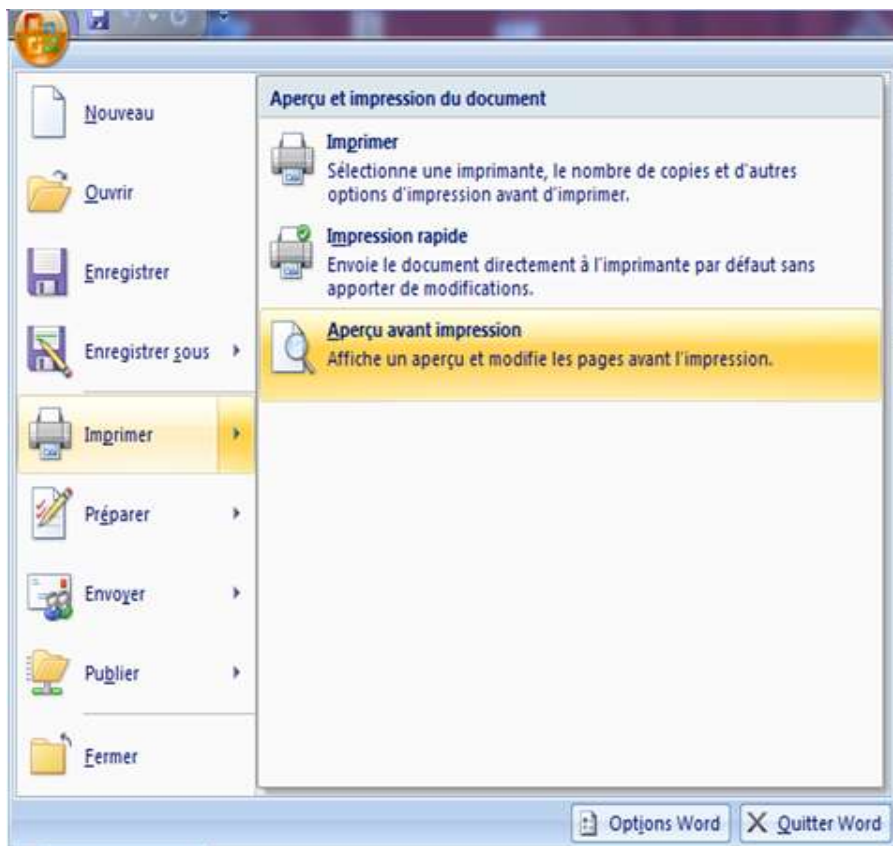 Nouveau
Ouvrir
Enregistrer
Enregistrer sous
Imprimer
Préparer
Envoyer
Publier
Fermer
Aperçu et impression du document
Imprimer
Sélectionne une imprimante, le nombre de copies et d'autres
options d'impression avant d'imprimer.
Impression rapide
Envoie le document directement à l'imprimante par défaut sans
apporter de modifications.
Aperçu avant impression
Affiche un aperçu et modifie les pages avant l'impression.
Options Word
Quitter Word